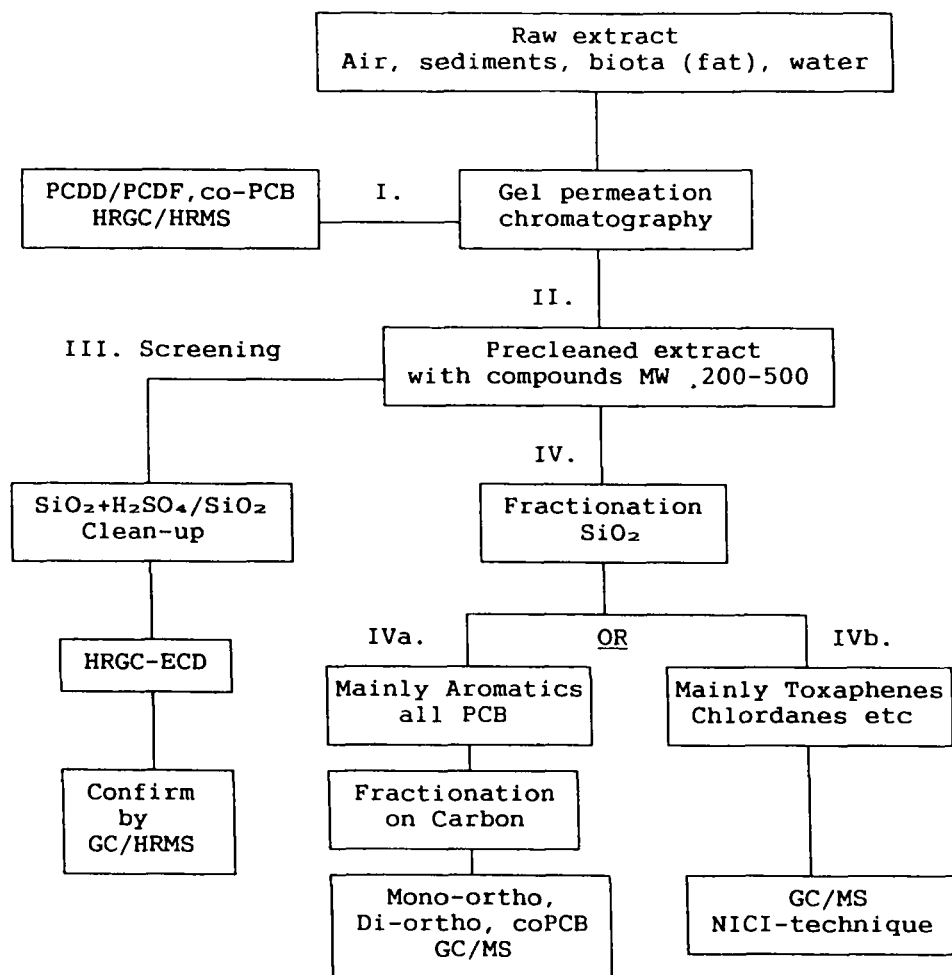 Raw extract
Air, sediments, biota (fat), water
PCDD/PCDF,co-PCB
HRGC/HRMS
I.
Gel permeation
chromatography
II.
III. Screening
Precleaned extract
with compounds MW .200-500
IV.
SiO₂+H₂SO₄/SiO₂
Clean-up
Fractionation
SiO₂
IVa.
OR
IVb.
HRGC-ECD
Mainly Aromatics
all PCB
Mainly Toxaphenes
Chlordanes etc
Confirm
by
GC/HRMS
Fractionation
on Carbon
Mono-ortho,
Di-ortho, coPCB
GC/MS
GC/MS
NICI-technique